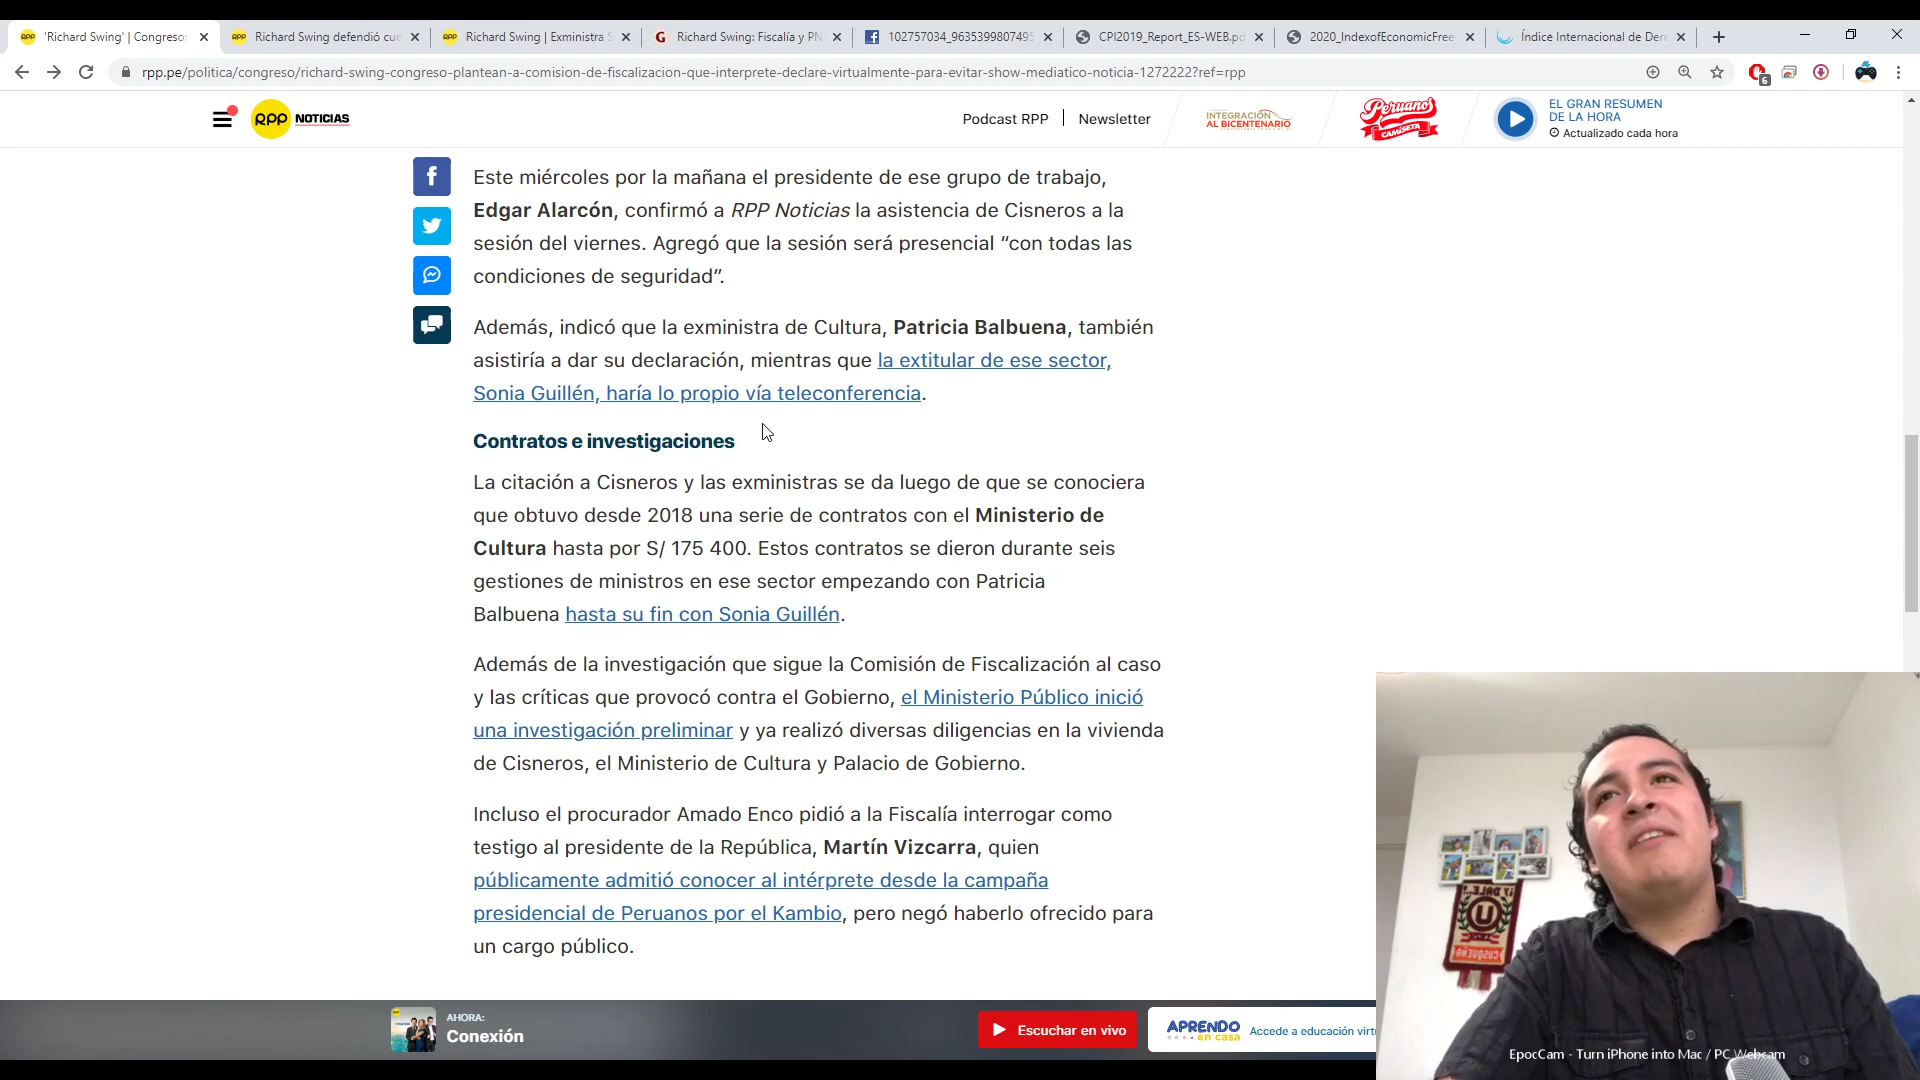 'Richard Swing' | Congreso:
Richard Swing defendió cue
Richard Swing | Exministra S
Richard Swing: Fiscalía y PN
102757034_9635399807495
CPI2019_Report_ES-WEB.pd
2020_IndexofEconomicFree
Índice Internacional de Dere
rpp.pe/politica/congreso/richard-swing-congreso-plantean-a-comision-de-fiscalizacion-que-interprete-declare-virtualmente-para-evitar-show-mediatico-noticia-1272222?ref=rpp
6
RPP NOTICIAS
Podcast RPP
Newsletter
INTEGRACIÓN
AL BICENTENARIO
Peruanos
CAMISETA
EL GRAN RESUMEN
DE LA HORA
Actualizado cada hora
Este miércoles por la mañana el presidente de ese grupo de trabajo,
Edgar Alarcón, confirmó a RPP Noticias la asistencia de Cisneros a la
sesión del viernes. Agregó que la sesión será presencial “con todas las
condiciones de seguridad”.
Además, indicó que la exministra de Cultura, Patricia Balbuena, también
asistiría a dar su declaración, mientras que la extitular de ese sector,
Sonia Guillén, haría lo propio vía teleconferencia.
Contratos e investigaciones
La citación a Cisneros y las exministras se da luego de que se conociera
que obtuvo desde 2018 una serie de contratos con el Ministerio de
Cultura hasta por S/ 175 400. Estos contratos se dieron durante seis
gestiones de ministros en ese sector empezando con Patricia
Balbuena hasta su fin con Sonia Guillén.
Además de la investigación que sigue la Comisión de Fiscalización al caso
y las críticas que provocó contra el Gobierno, el Ministerio Público inició
una investigación preliminar y ya realizó diversas diligencias en la vivienda
de Cisneros, el Ministerio de Cultura y Palacio de Gobierno.
Incluso el procurador Amado Enco pidió a la Fiscalía interrogar como
testigo al presidente de la República, Martín Vizcarra, quien
públicamente admitió conocer al intérprete desde la campaña
presidencial de Peruanos por el Kambio, pero negó haberlo ofrecido para
un cargo público.
AHORA:
Conexión
Escuchar en vivo
APRENDO
en casa
Accede a educación virtu
Y DALE
U
CUSQUEÑA
EpocCam - Turn iPhone into Mac / PC Webcam